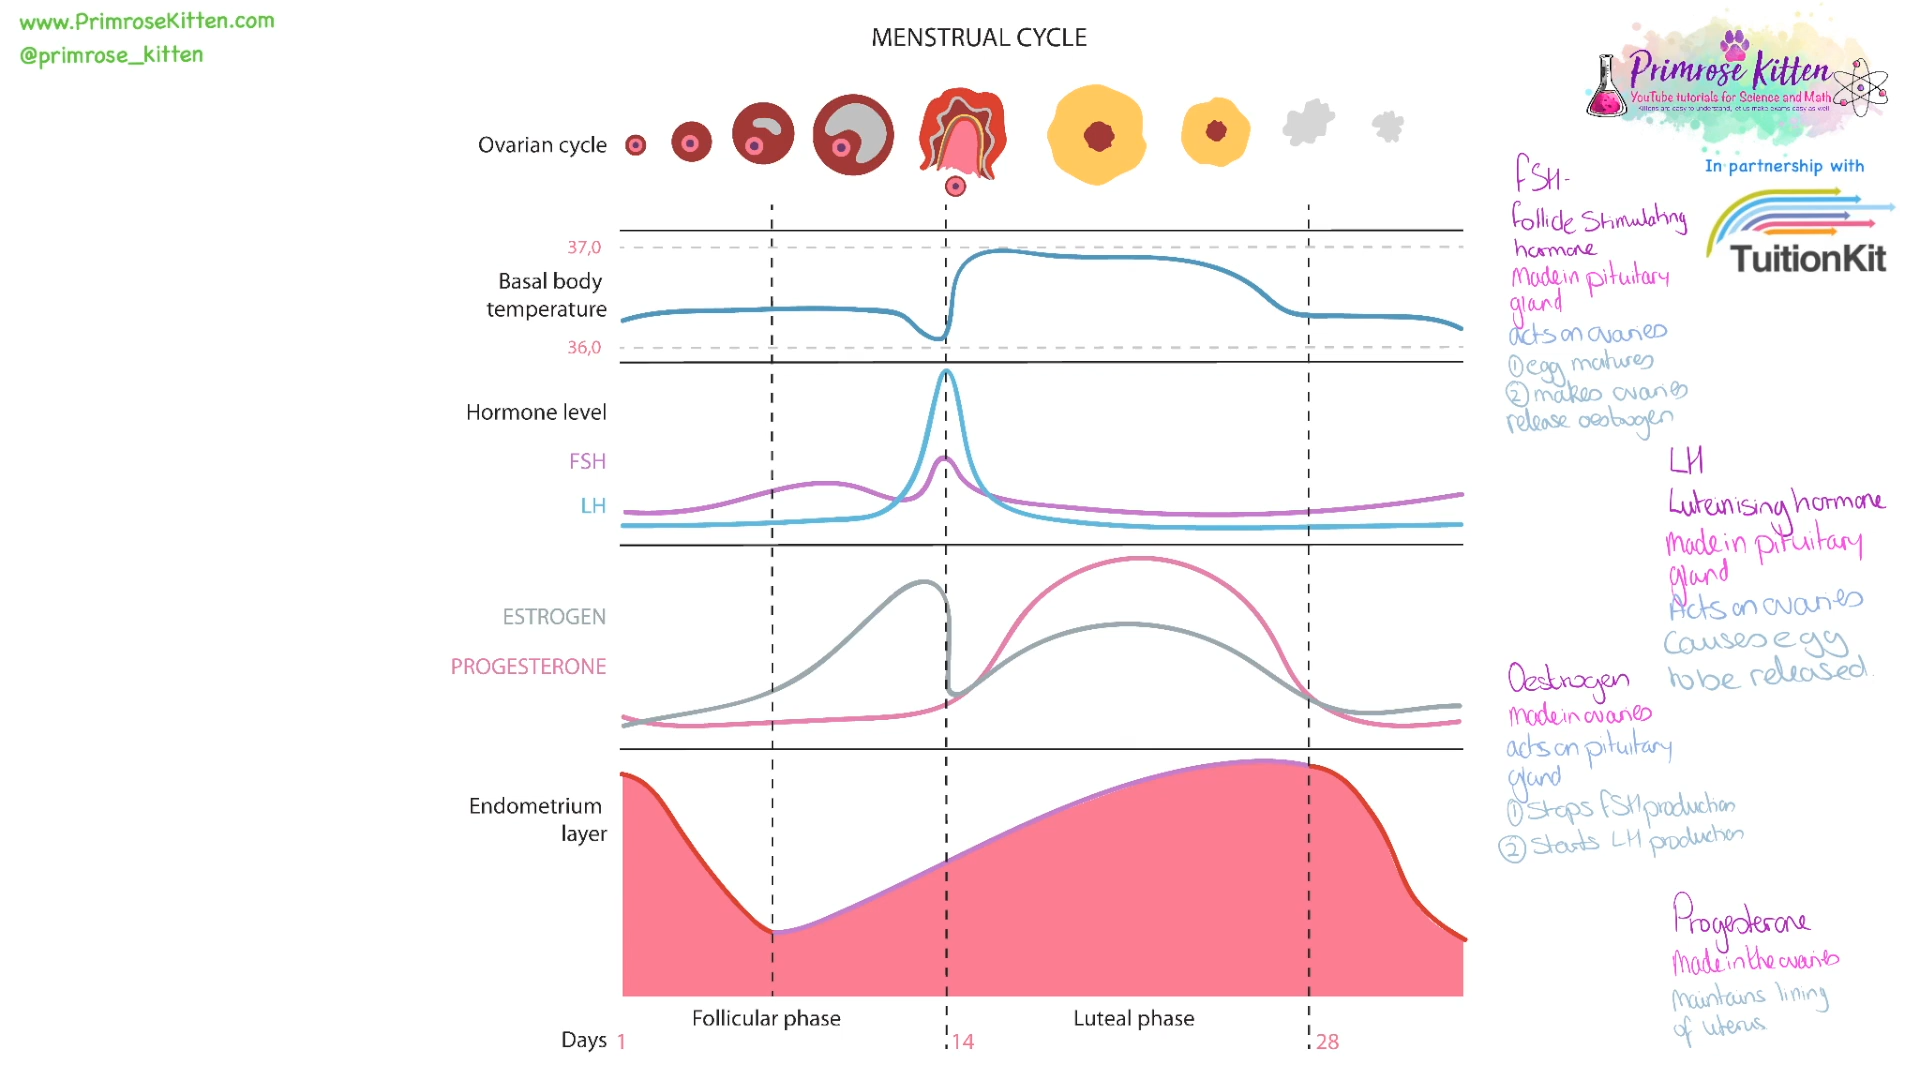 www.PrimroseKitten.com
@primrose_kitten
MENSTRUAL CYCLE
Primrose Kitten
YouTube tutorials for Science and Math
In partnership with
TuitionKit
Ovarian cycle
37,0
Basal body
temperature
36,0
Hormone level
FSH
LH
ESTROGEN
PROGESTERONE
Endometrium
layer
Follicular phase
Luteal phase
Days 1
14
28
FSH-
follicle Stimulating
hormone
Made in pituitary
gland
acts on ovaries
① egg matures
② makes ovaries
release oestrogen
LH
Luteinising hormone
Made in pituitary
gland
Acts on ovaries
Causes egg
to be released.
Oestrogen
Made in ovaries
acts on pituitary
gland
① Stops FSH production
② Starts LH production
Progesterone
Made in the ovaries
Maintains lining
of uterus